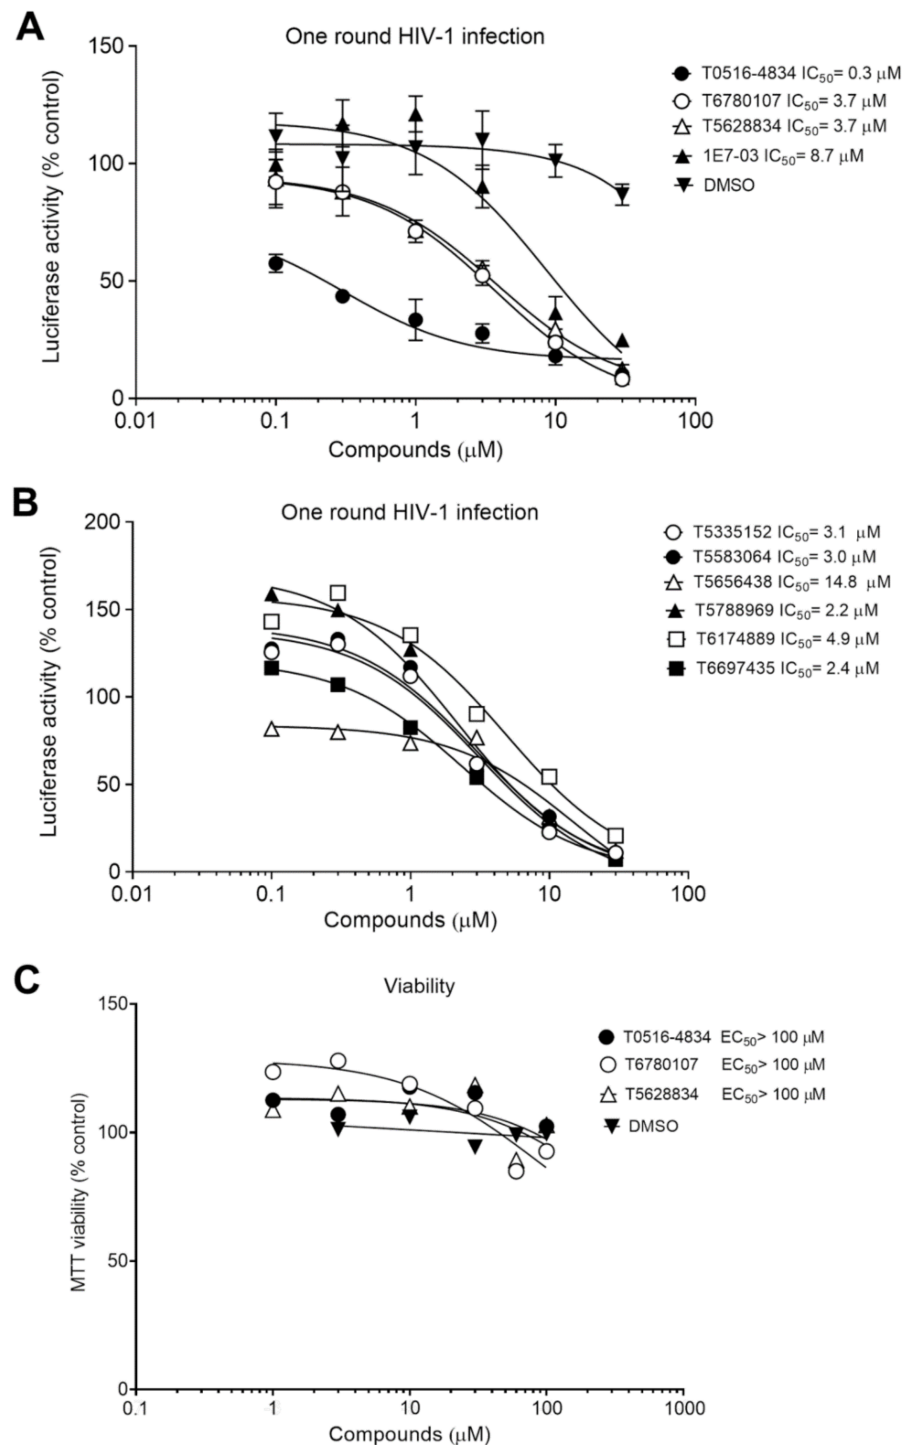 A
One round HIV-1 infection
150
100
50
0
Luciferase activity (% control)
0.01
0.1
1
10
100
Compounds (μM)
T0516-4834 IC50= 0.3 μM
T6780107 IC50= 3.7 μM
T5628834 IC50= 3.7 μM
1E7-03 IC50= 8.7 μM
DMSO
B
One round HIV-1 infection
200
150
100
50
0
Luciferase activity (% control)
0.01
0.1
1
10
100
Compounds (μM)
T5335152 IC50= 3.1 μM
T5583064 IC50= 3.0 μM
T5656438 IC50= 14.8 μM
T5788969 IC50= 2.2 μM
T6174889 IC50= 4.9 μM
T6697435 IC50= 2.4 μM
C
Viability
150
100
50
0
MTT viability (% control)
0.1
1
10
100
1000
Compounds (μM)
T0516-4834 EC50> 100 μM
T6780107 EC50> 100 μM
T5628834 EC50> 100 μM
DMSO